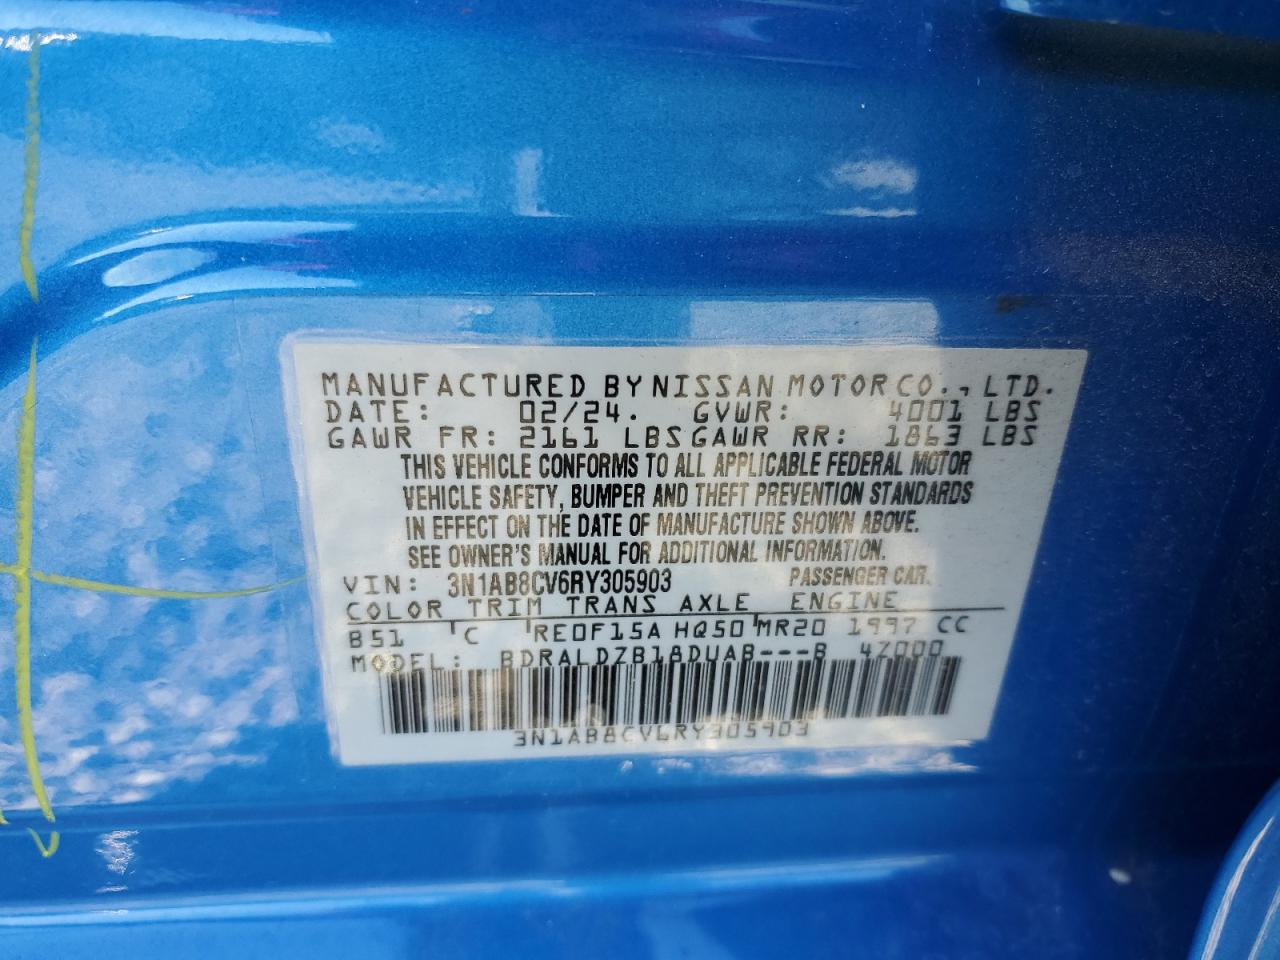 MANUFACTURED BY NISSAN MOTOR CO., LTD.
DATE: 02/24. GVWR: 4001 LBS
GAWR FR: 2161 LBS GAWR RR: 1863 LBS
THIS VEHICLE CONFORMS TO ALL APPLICABLE FEDERAL MOTOR
VEHICLE SAFETY, BUMPER AND THEFT PREVENTION STANDARDS
IN EFFECT ON THE DATE OF MANUFACTURE SHOWN ABOVE.
SEE OWNER'S MANUAL FOR ADDITIONAL INFORMATION.
VIN: 3N1AB8CV6RY305903 PASSENGER CAR.
COLOR TRIM TRANS AXLE ENGINE
B51 C RE0F15A HQ50 MR20 1997 CC
MODEL: BDRALDZB18DUAB---B 4Z000
3N1AB8CV6RY305903